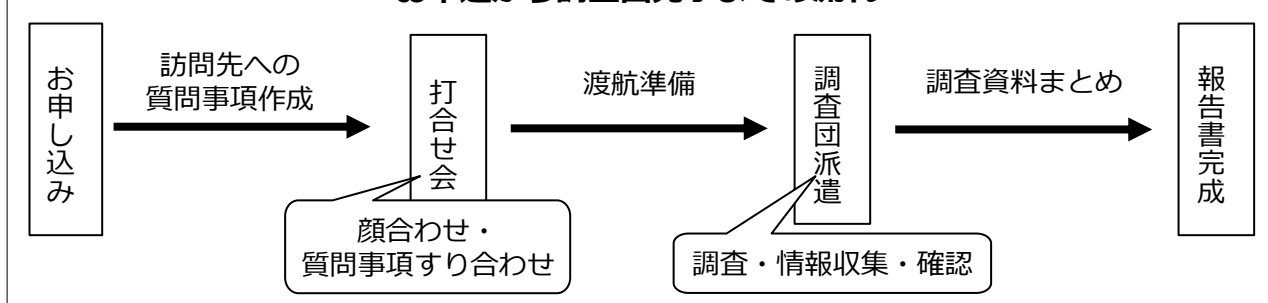 お申し込み
訪問先への
質問事項作成
打合せ会
顔合わせ・
質問事項すり合わせ
渡航準備
調査団派遣
調査・情報収集・確認
調査資料まとめ
報告書完成